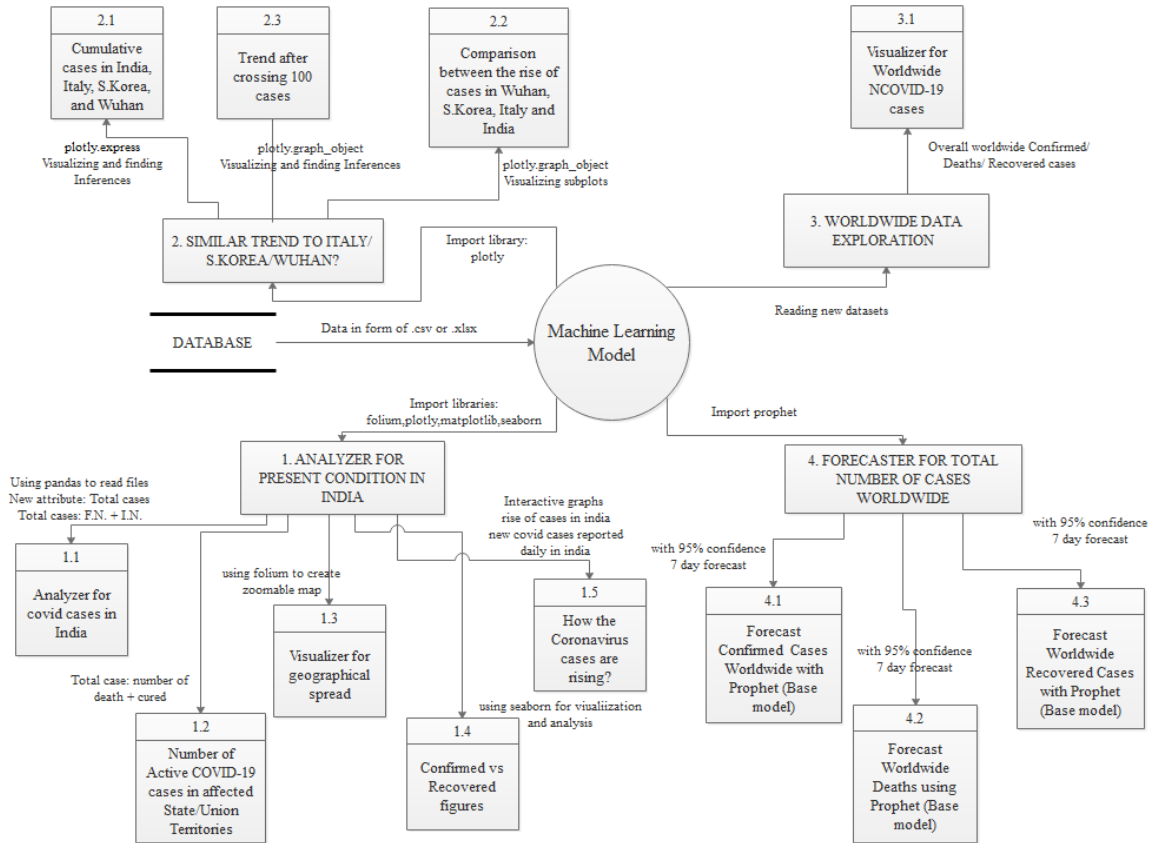 2.1
Cumulative
cases in India,
Italy, S.Korea,
and Wuhan
2.3
Trend after
crossing 100
cases
2.2
Comparison
between the rise of
cases in Wuhan,
S.Korea, Italy and
India
3.1
Visualizer for
Worldwide
NCOVID-19
cases
plotly.express
Visualizing and finding
Inferences
plotly.graph_object
Visualizing and finding Inferences
plotly.graph_object
Visualizing subplots
Overall worldwide Confirmed/
Deaths/ Recovered cases
2. SIMILAR TREND TO ITALY/
S.KOREA/WUHAN?
Import library:
plotly
3. WORLDWIDE DATA
EXPLORATION
Reading new datasets
DATABASE
Data in form of .csv or .xlsx
Machine Learning
Model
Import libraries:
folium,plotly,matplotlib,seaborn
Import prophet
1. ANALYZER FOR
PRESENT CONDITION IN
INDIA
4. FORECASTER FOR TOTAL
NUMBER OF CASES
WORLDWIDE
Using pandas to read files
New attribute: Total cases
Total cases: F.N. + I.N.
Interactive graphs
rise of cases in india
new covid cases reported
daily in india
1.1
Analyzer for
covid cases in
India
using folium to create
zoomable map
1.3
Visualizer for
geographical
spread
1.5
How the
Coronavirus
cases are
rising?
with 95% confidence
7 day forecast
4.1
Forecast
Confirmed Cases
Worldwide with
Prophet (Base
model)
with 95% confidence
7 day forecast
4.3
Forecast
Worldwide
Recovered Cases
with Prophet
(Base model)
Total case: number of
death + cured
1.2
Number of
Active COVID-19
cases in affected
State/Union
Territories
using seaborn for viualiization
and analysis
1.4
Confirmed vs
Recovered
figures
with 95% confidence
7 day forecast
4.2
Forecast
Worldwide
Deaths using
Prophet (Base
model)